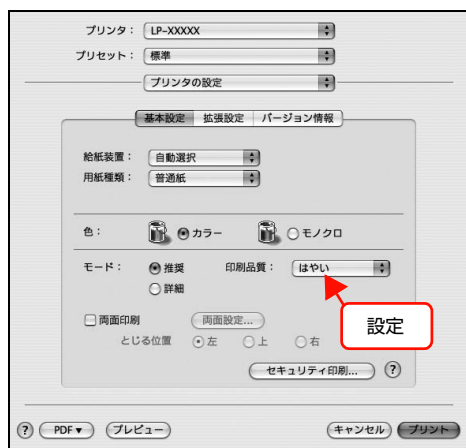 プリンタ： LP-XXXXX
プリセット： 標準
プリンタの設定
基本設定 拡張設定 バージョン情報
給紙装置： 自動選択
用紙種類： 普通紙
色： カラー モノクロ
モード： 推奨 印刷品質： はやい
詳細
両面印刷 両面設定...
設定
とじる位置 左 上 右
セキュリティ印刷... ?
? PDF▼ プレビュー キャンセル プリント